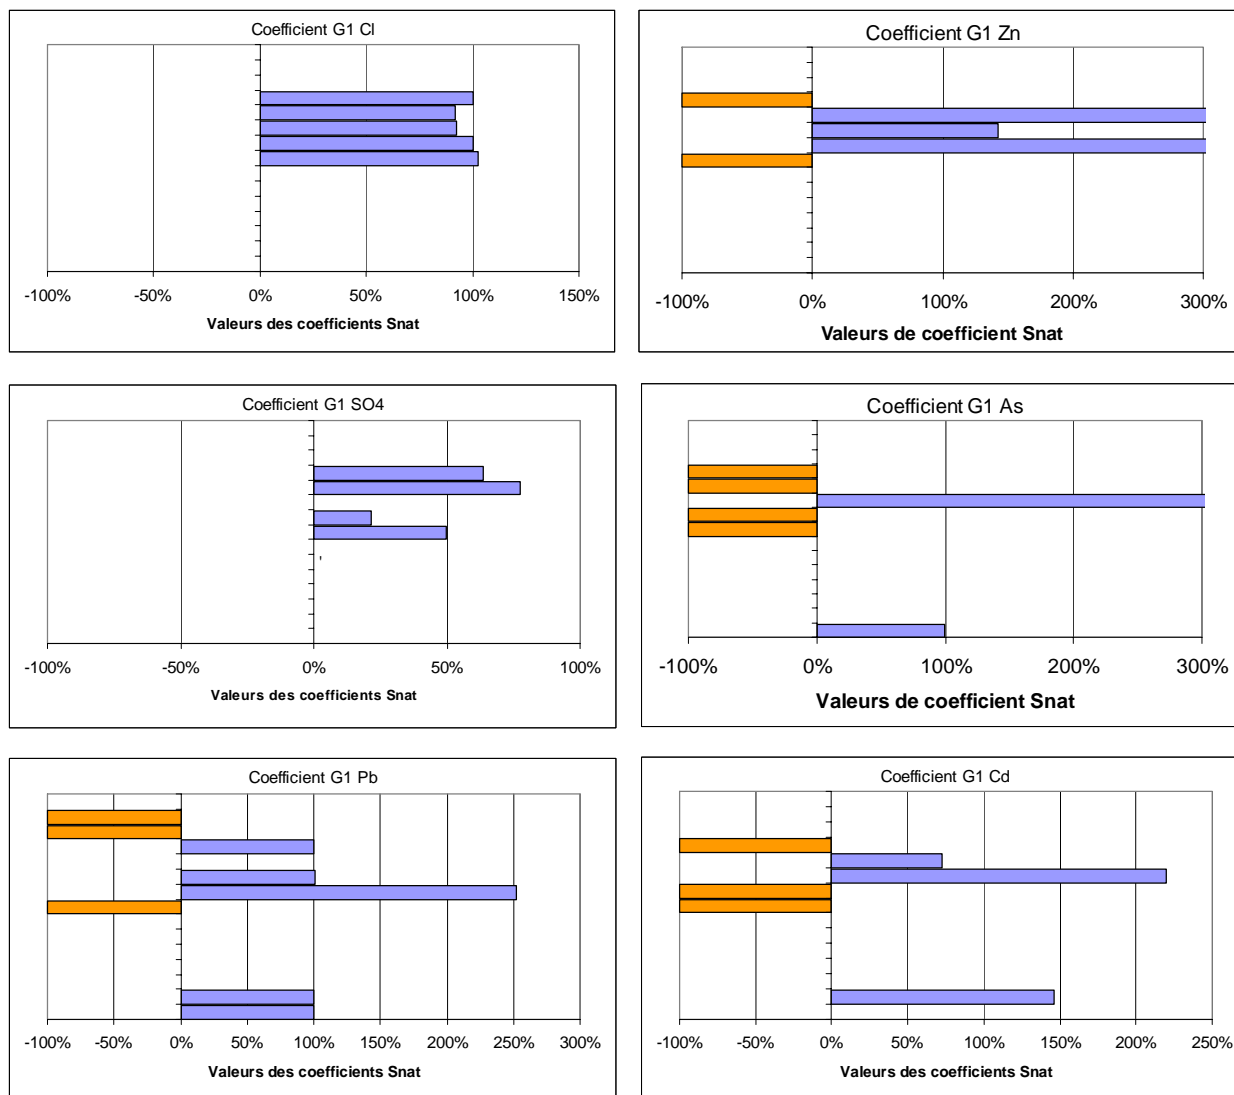 Coefficient G1 Cl
-100% -50% 0% 50% 100% 150%
Valeurs des coefficients Snat
Coefficient G1 Zn
-100% 0% 100% 200% 300%
Valeurs de coefficient Snat
Coefficient G1 SO4
-100% -50% 0% 50% 100%
Valeurs des coefficients Snat
Coefficient G1 As
-100% 0% 100% 200% 300%
Valeurs de coefficient Snat
Coefficient G1 Pb
-100% -50% 0% 50% 100% 150% 200% 250% 300%
Valeurs des coefficients Snat
Coefficient G1 Cd
-100% -50% 0% 50% 100% 150% 200% 250%
Valeurs des coefficients Snat